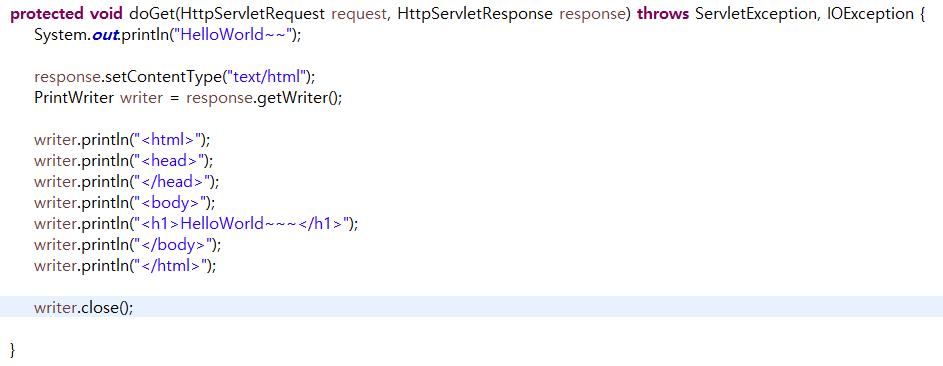 protected void doGet(HttpServletRequest request, HttpServletResponse response) throws ServletException, IOException {
System.out.println("HelloWorld~~");
response.setContentType("text/html");
PrintWriter writer = response.getWriter();
writer.println("<html>");
writer.println("<head>");
writer.println("</head>");
writer.println("<body>");
writer.println("<h1>HelloWorld~~~</h1>");
writer.println("</body>");
writer.println("</html>");
writer.close();
}